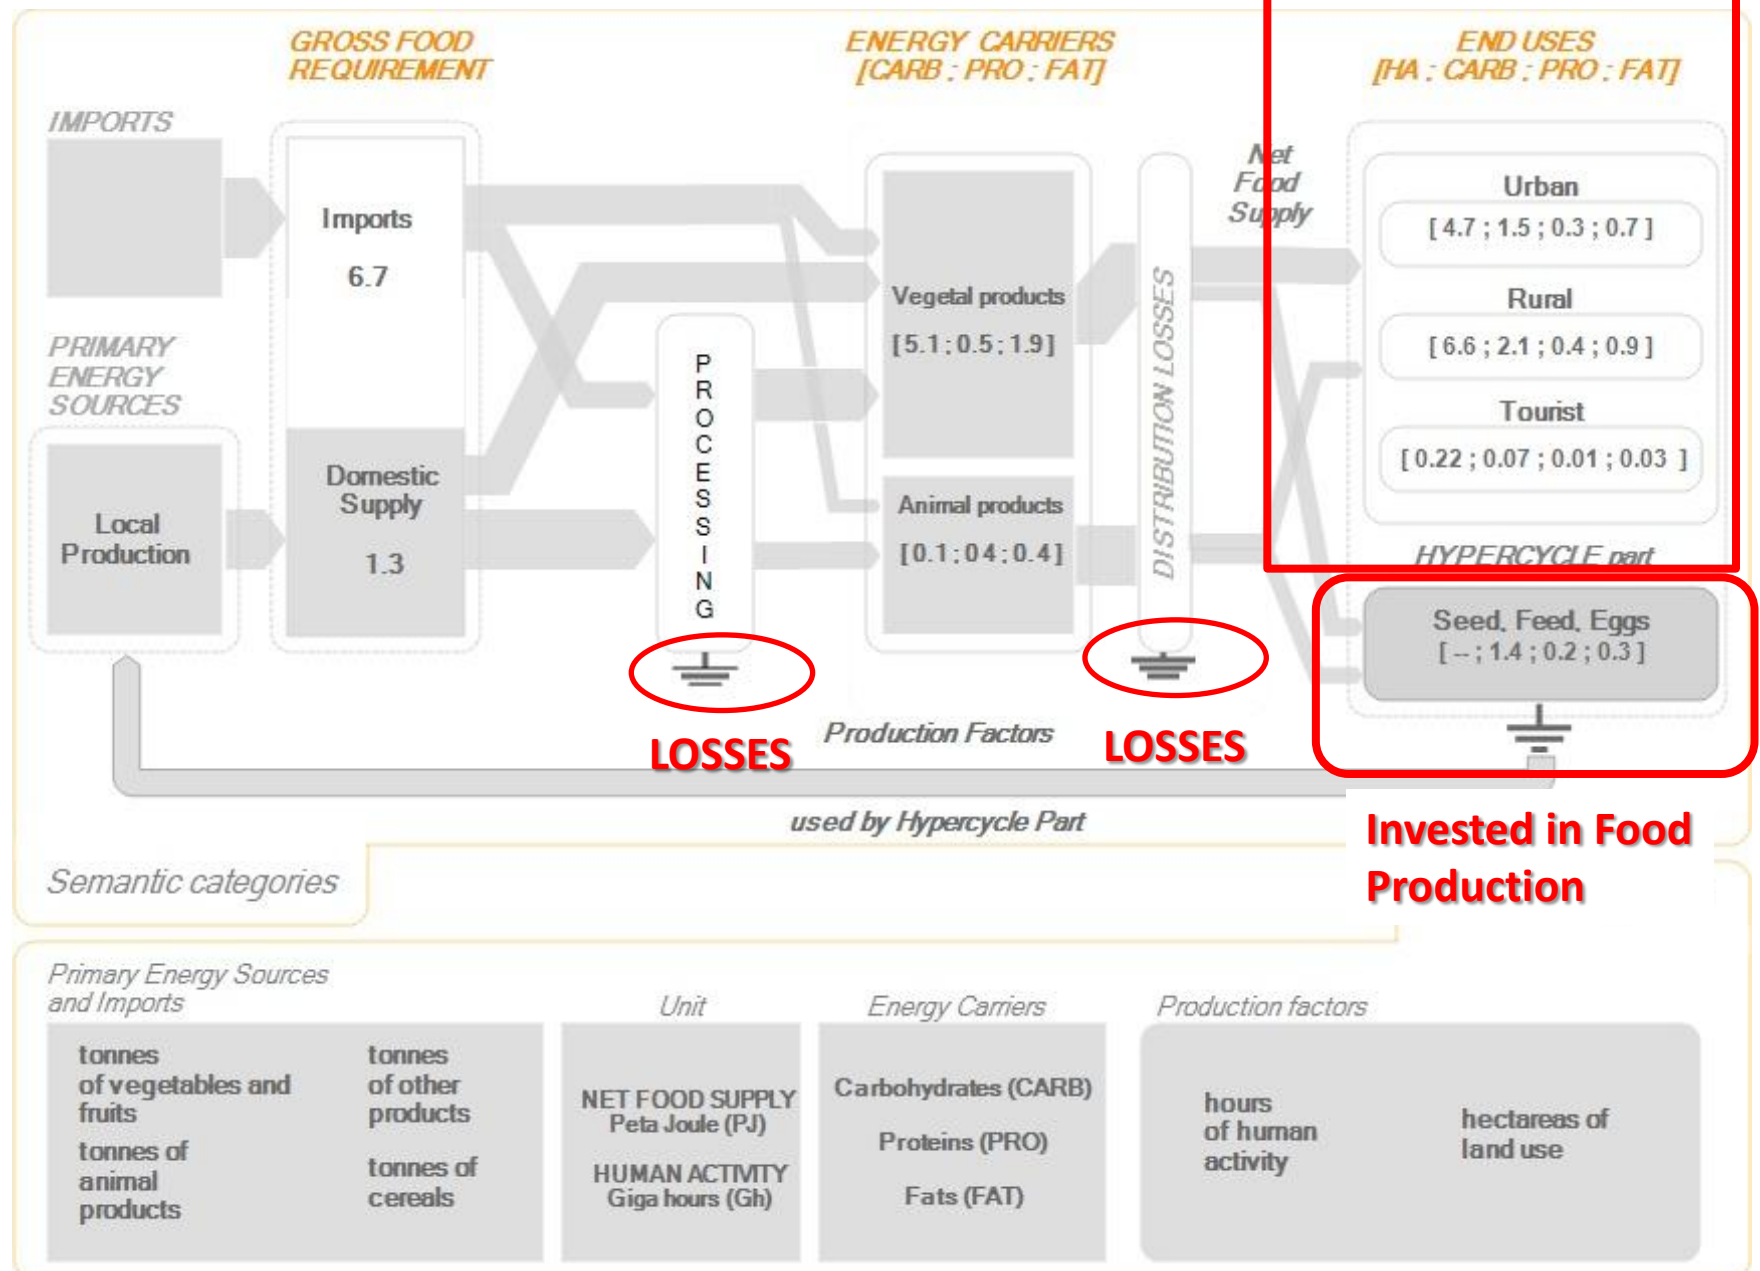 GROSS FOOD
REQUIREMENT
ENERGY CARRIERS
[CARB : PRO : FAT]
END USES
[HA : CARB : PRO : FAT]
IMPORTS
Imports
6.7
PRIMARY
ENERGY
SOURCES
Local
Production
Domestic
Supply
1.3
PROCESSING
LOSSES
Vegetal products
[5.1 ; 0.5 ; 1.9]
Animal products
[0.1 ; 04 ; 0.4]
DISTRIBUTION LOSSES
LOSSES
Net
Food
Supply
Urban
[ 4.7 ; 1.5 ; 0.3 ; 0.7 ]
Rural
[ 6.6 ; 2.1 ; 0.4 ; 0.9 ]
Tourist
[ 0.22 ; 0.07 ; 0.01 ; 0.03 ]
HYPERCYCLE part
Seed, Feed, Eggs
[ -- ; 1.4 ; 0.2 ; 0.3 ]
Production Factors
used by Hypercycle Part
Invested in Food
Production
Semantic categories
Primary Energy Sources
and Imports
tonnes
of vegetables and
fruits
tonnes of
animal
products
tonnes
of other
products
tonnes of
cereals
Unit
NET FOOD SUPPLY
Peta Joule (PJ)
HUMAN ACTIVITY
Giga hours (Gh)
Energy Carriers
Carbohydrates (CARB)
Proteins (PRO)
Fats (FAT)
Production factors
hours
of human
activity
hectareas of
land use